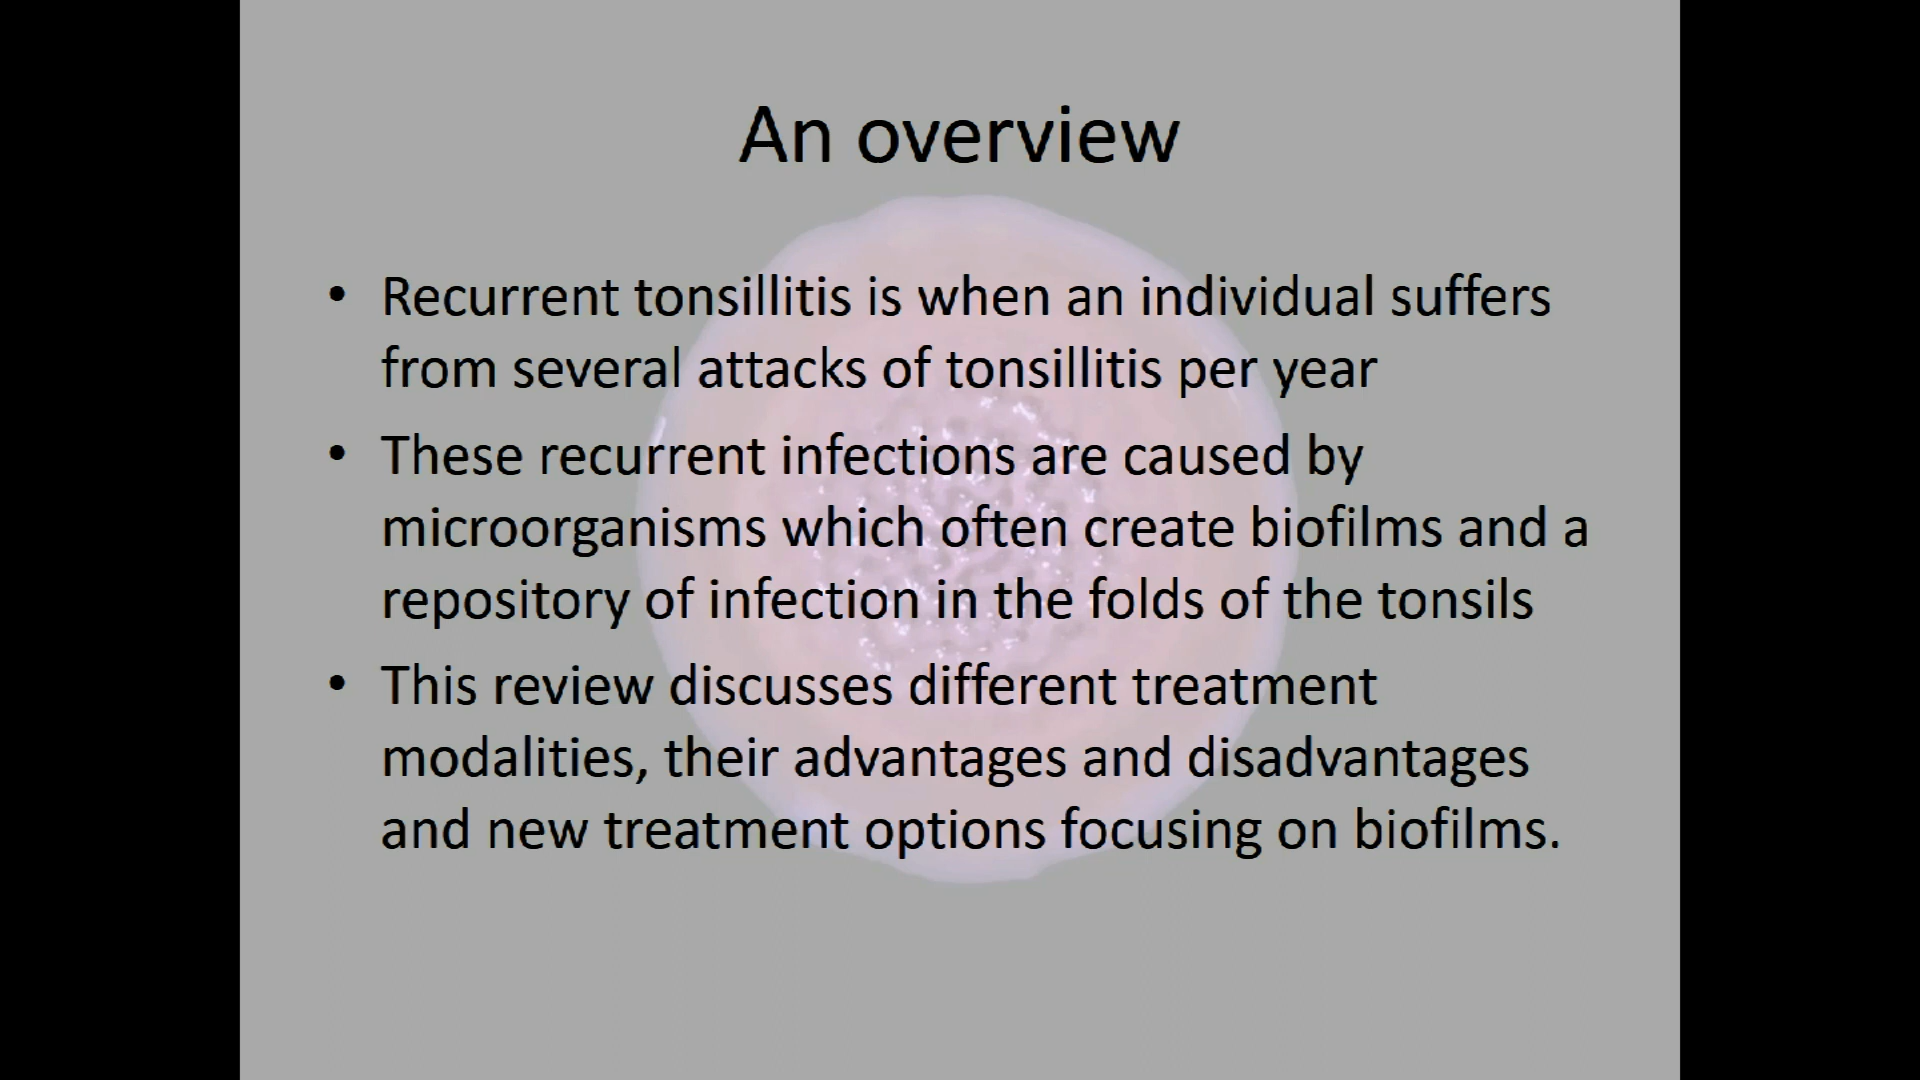 An overview
• Recurrent tonsillitis is when an individual suffers
from several attacks of tonsillitis per year
• These recurrent infections are caused by
microorganisms which often create biofilms and a
repository of infection in the folds of the tonsils
• This review discusses different treatment
modalities, their advantages and disadvantages
and new treatment options focusing on biofilms.